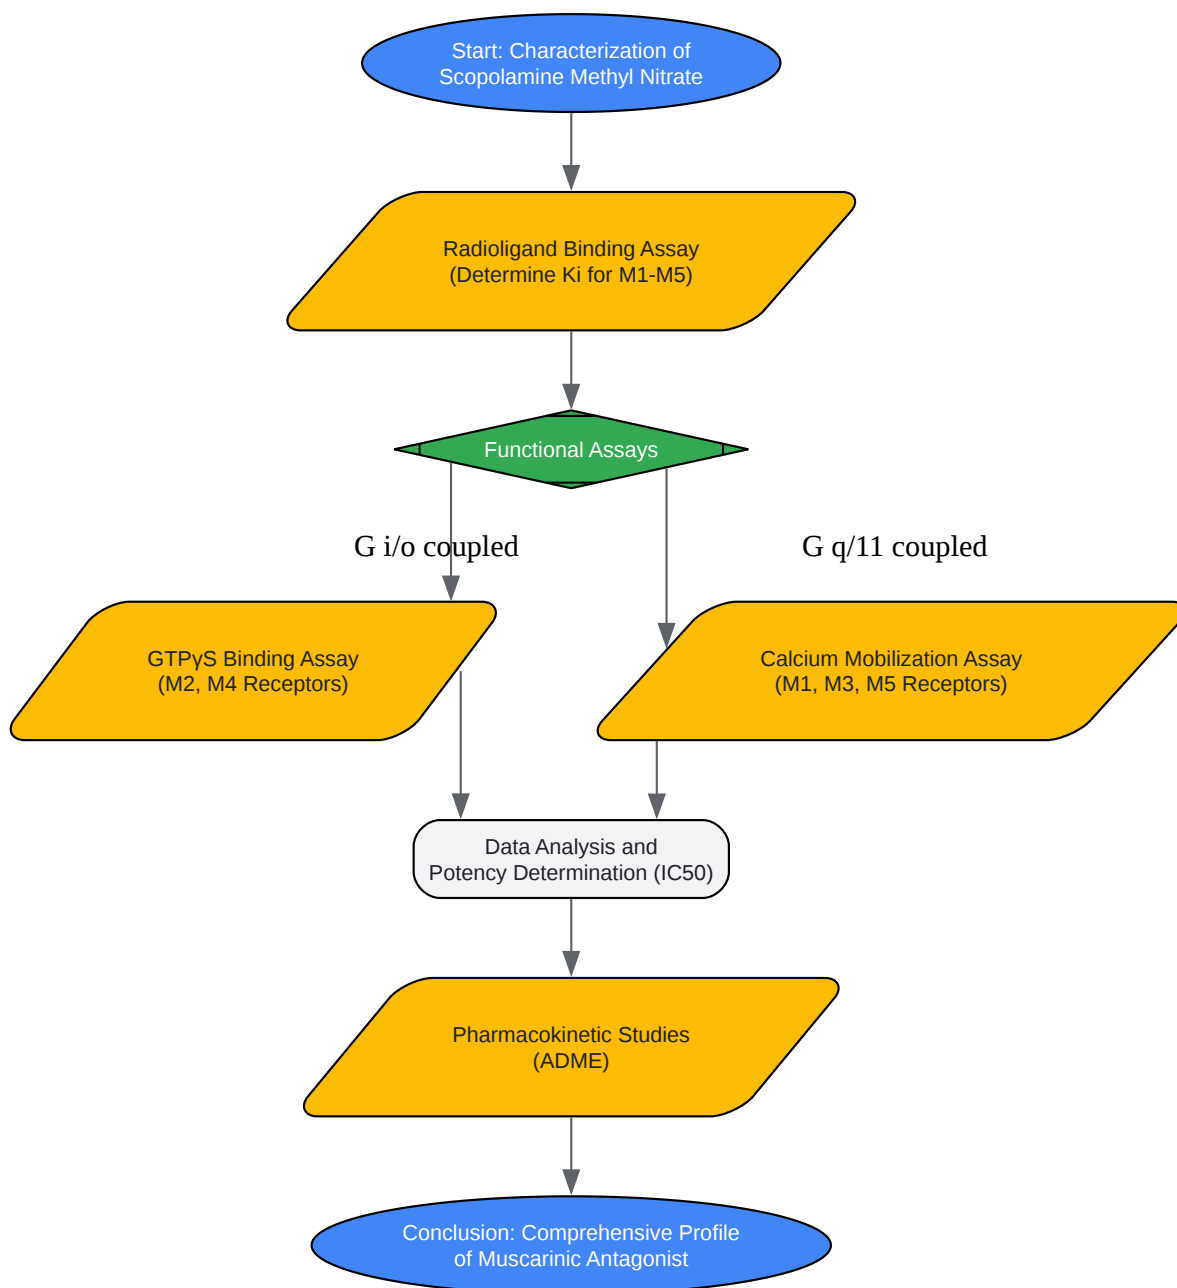 Start: Characterization of
Scopolamine Methyl Nitrate
Radioligand Binding Assay
(Determine Ki for M1-M5)
Functional Assays
G i/o coupled
G q/11 coupled
GTPγS Binding Assay
(M2, M4 Receptors)
Calcium Mobilization Assay
(M1, M3, M5 Receptors)
Data Analysis and
Potency Determination (IC50)
Pharmacokinetic Studies
(ADME)
Conclusion: Comprehensive Profile
of Muscarinic Antagonist